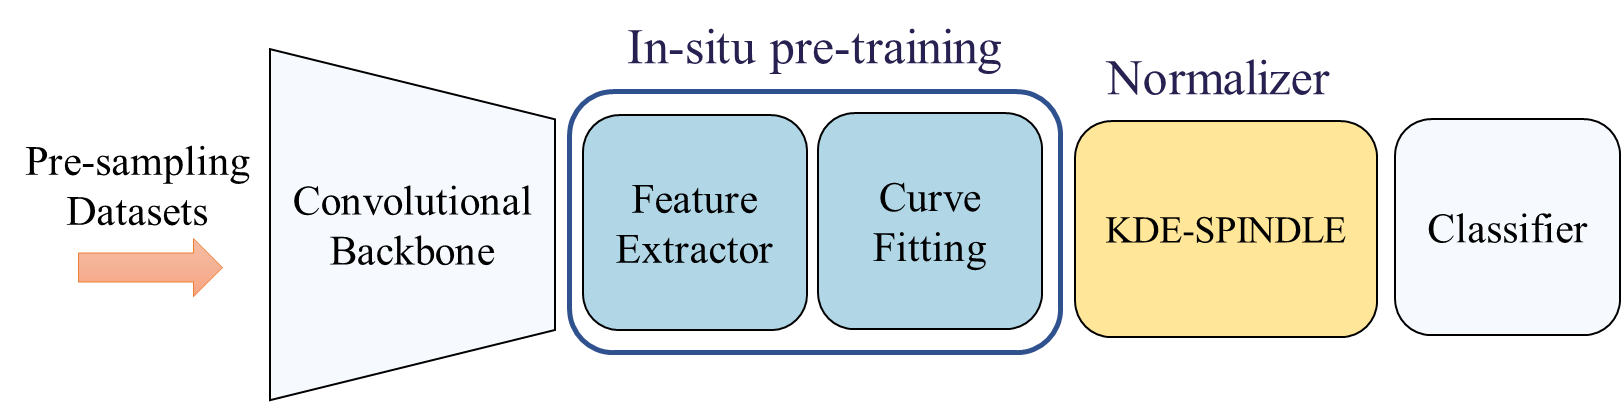 In-situ pre-training
Normalizer
Pre-sampling
Datasets
Convolutional
Backbone
Feature
Extractor
Curve
Fitting
KDE-SPINDLE
Classifier